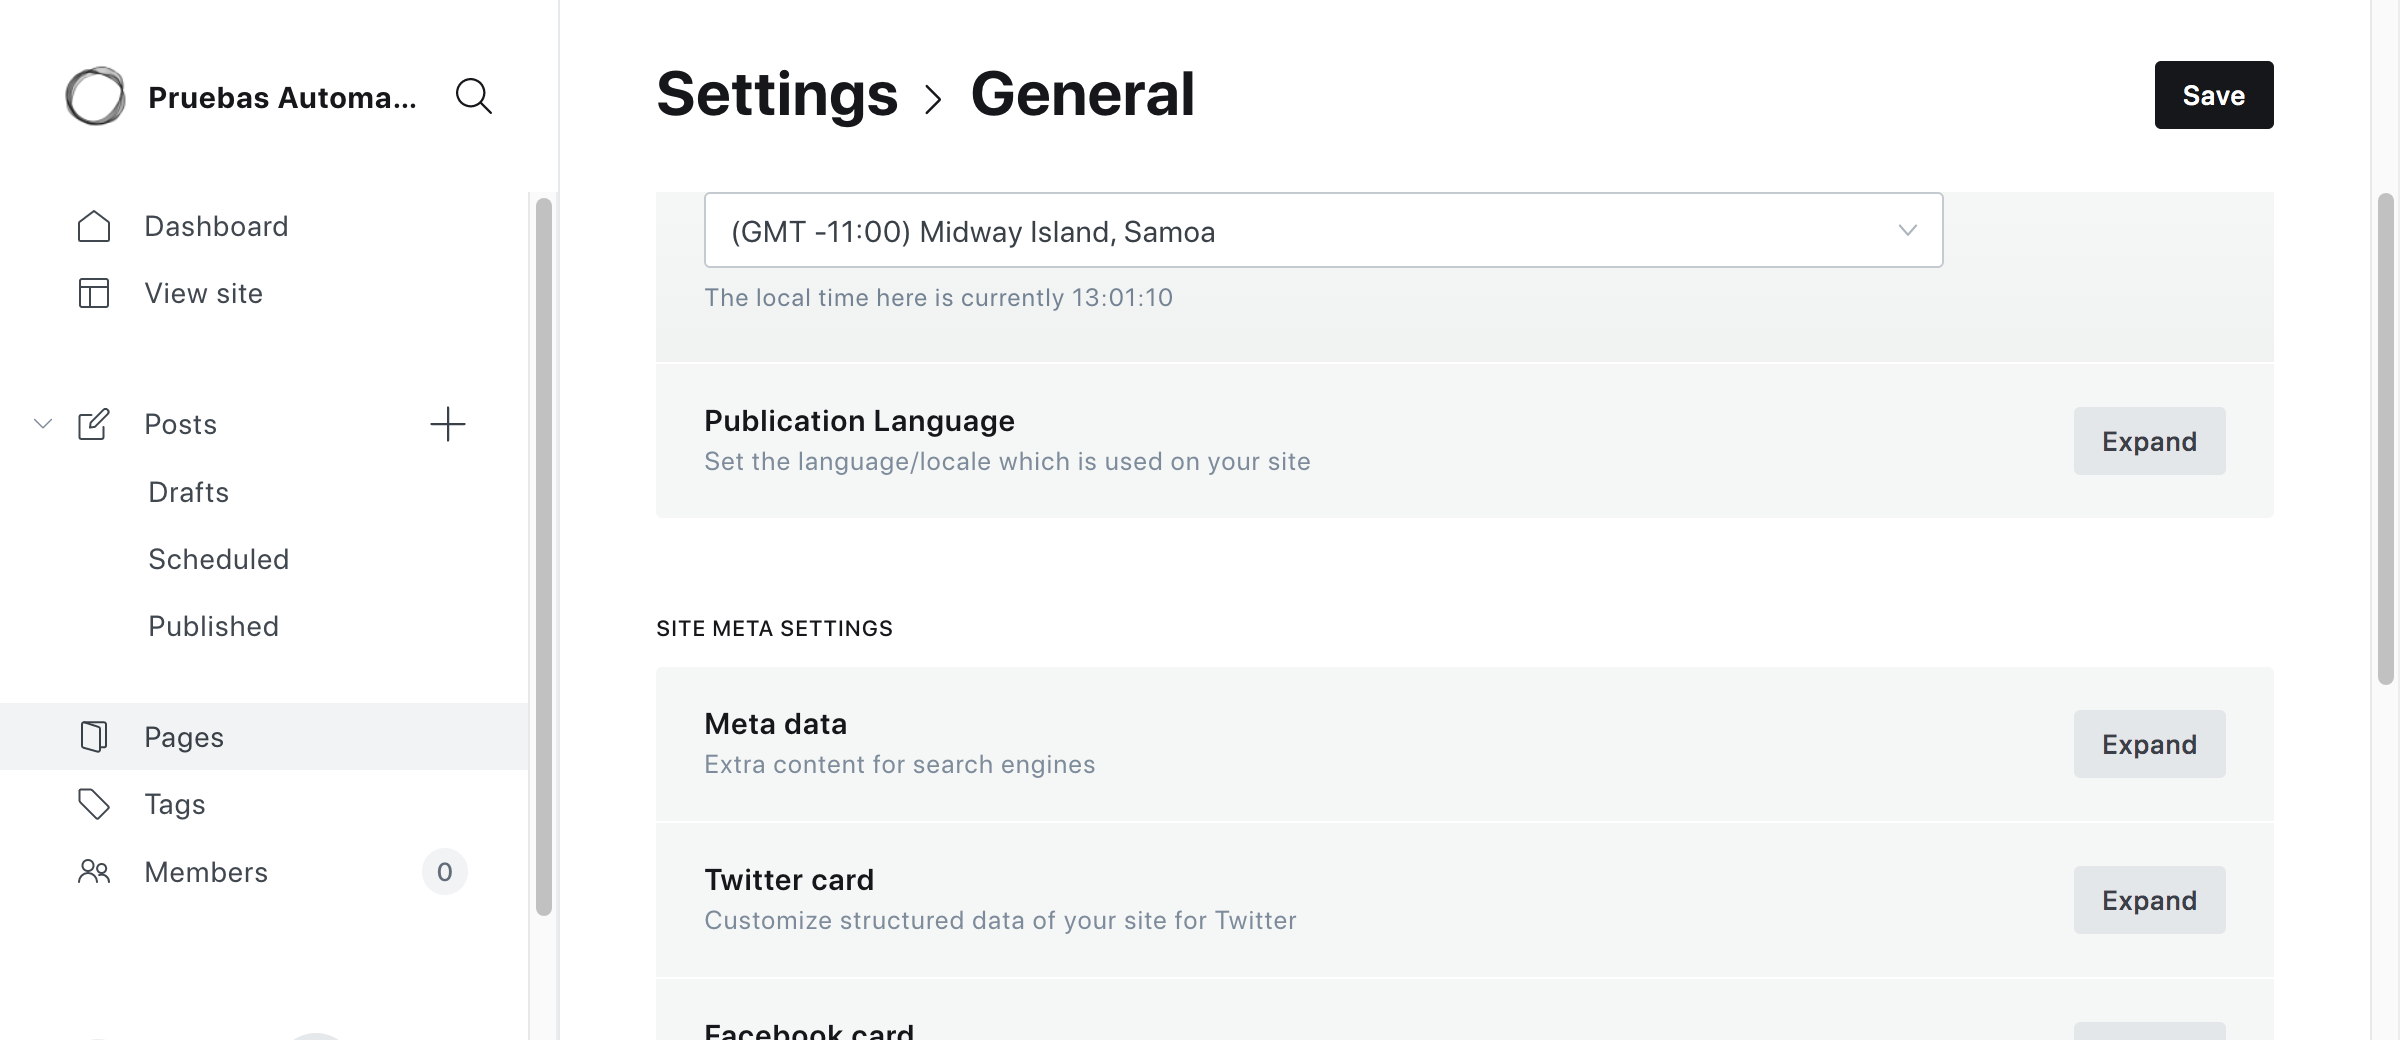 Pruebas Automa...
Dashboard
View site
Posts
Drafts
Scheduled
Published
Pages
Tags
Members 0
Settings > General
Save
(GMT -11:00) Midway Island, Samoa
The local time here is currently 13:01:10
Publication Language
Set the language/locale which is used on your site
Expand
SITE META SETTINGS
Meta data
Extra content for search engines
Expand
Twitter card
Customize structured data of your site for Twitter
Expand
Facebook card